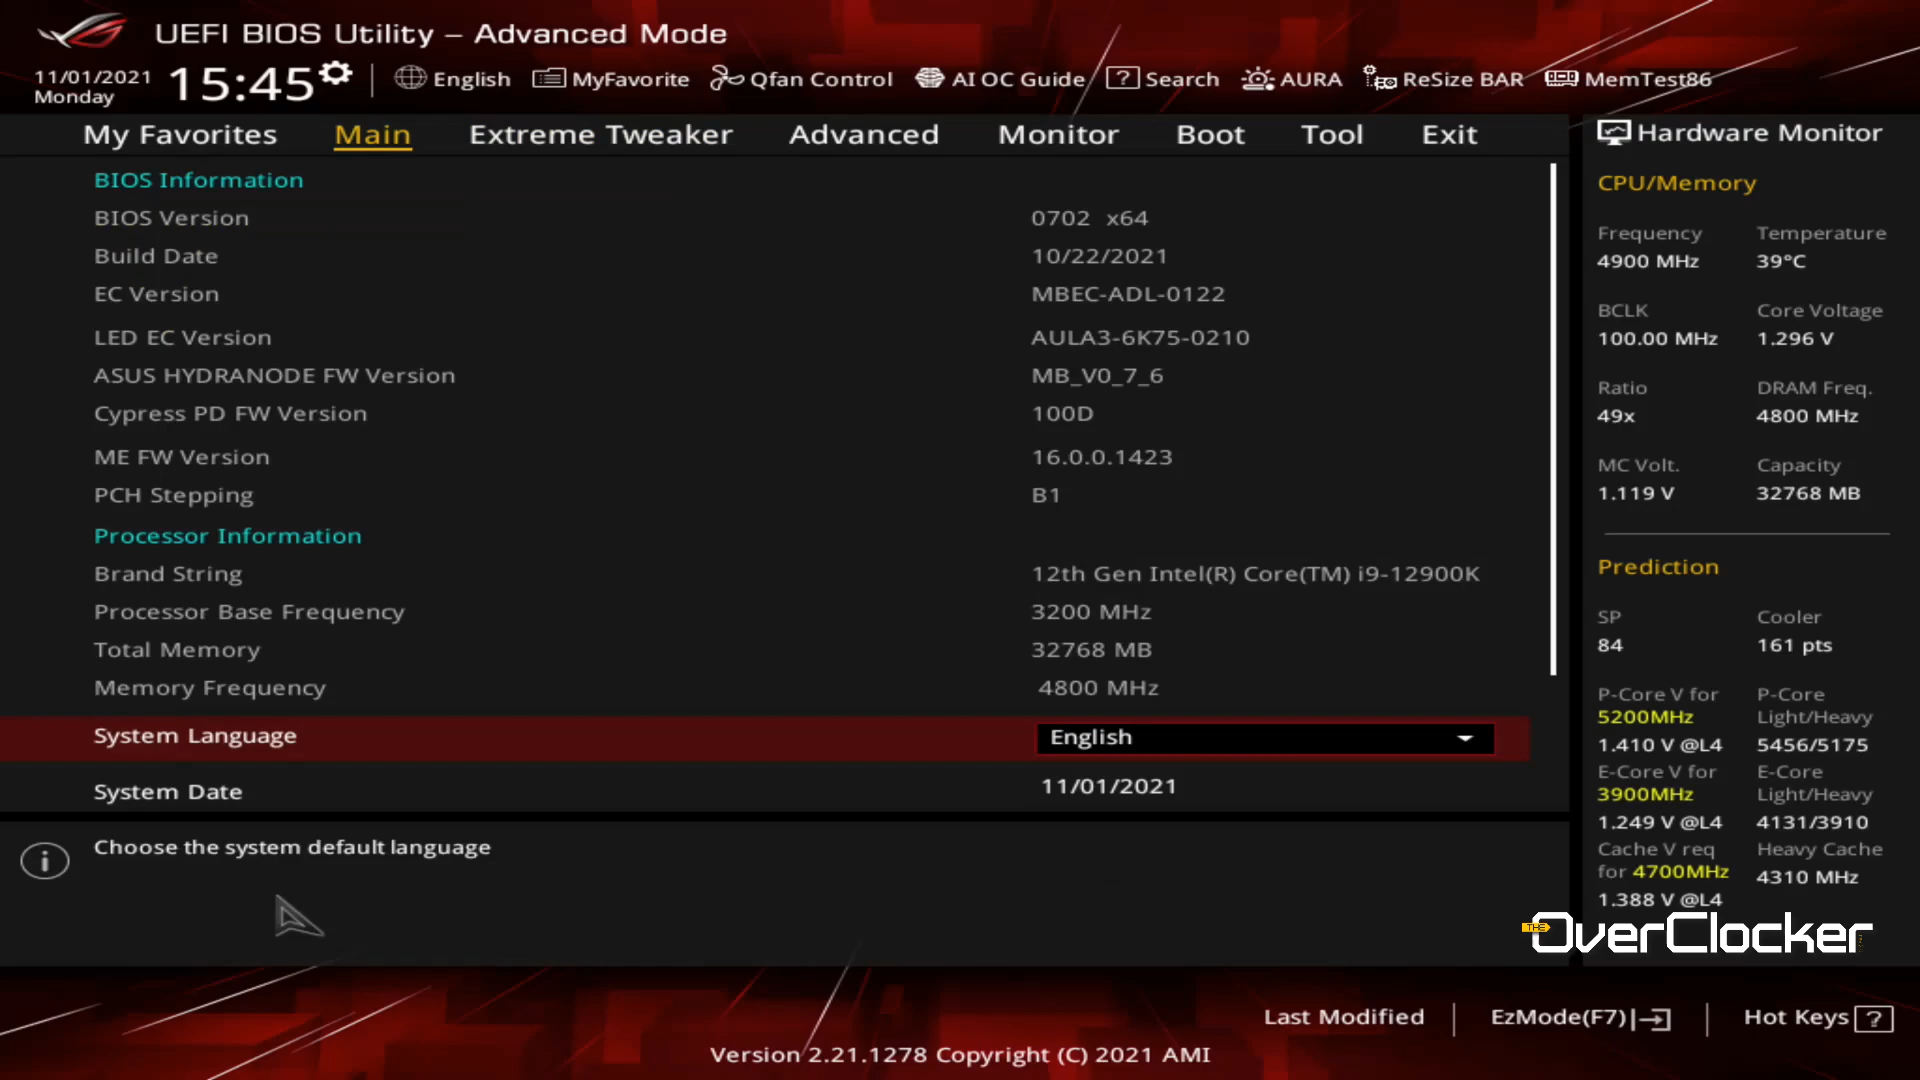 UEFI BIOS Utility – Advanced Mode
11/01/2021
Monday
15:45
English
MyFavorite
Qfan Control
AI OC Guide
? Search
AURA
ReSize BAR
MemTest86
My Favorites
Main
Extreme Tweaker
Advanced
Monitor
Boot
Tool
Exit
BIOS Information
BIOS Version 0702 x64
Build Date 10/22/2021
EC Version MBEC-ADL-0122
LED EC Version AULA3-6K75-0210
ASUS HYDRANODE FW Version MB_V0_7_6
Cypress PD FW Version 100D
ME FW Version 16.0.0.1423
PCH Stepping B1
Processor Information
Brand String 12th Gen Intel(R) Core(TM) i9-12900K
Processor Base Frequency 3200 MHz
Total Memory 32768 MB
Memory Frequency 4800 MHz
System Language English
System Date 11/01/2021
Choose the system default language
Hardware Monitor
CPU/Memory
Frequency Temperature
4900 MHz 39°C
BCLK Core Voltage
100.00 MHz 1.296 V
Ratio DRAM Freq.
49x 4800 MHz
MC Volt. Capacity
1.119 V 32768 MB
Prediction
SP Cooler
84 161 pts
P-Core V for P-Core
5200MHz Light/Heavy
1.410 V @L4 5456/5175
E-Core V for E-Core
3900MHz Light/Heavy
1.249 V @L4 4131/3910
Cache V req Heavy Cache
for 4700MHz 4310 MHz
1.388 V @L4
THE OverClocker
Last Modified
EzMode(F7)
Hot Keys ?
Version 2.21.1278 Copyright (C) 2021 AMI